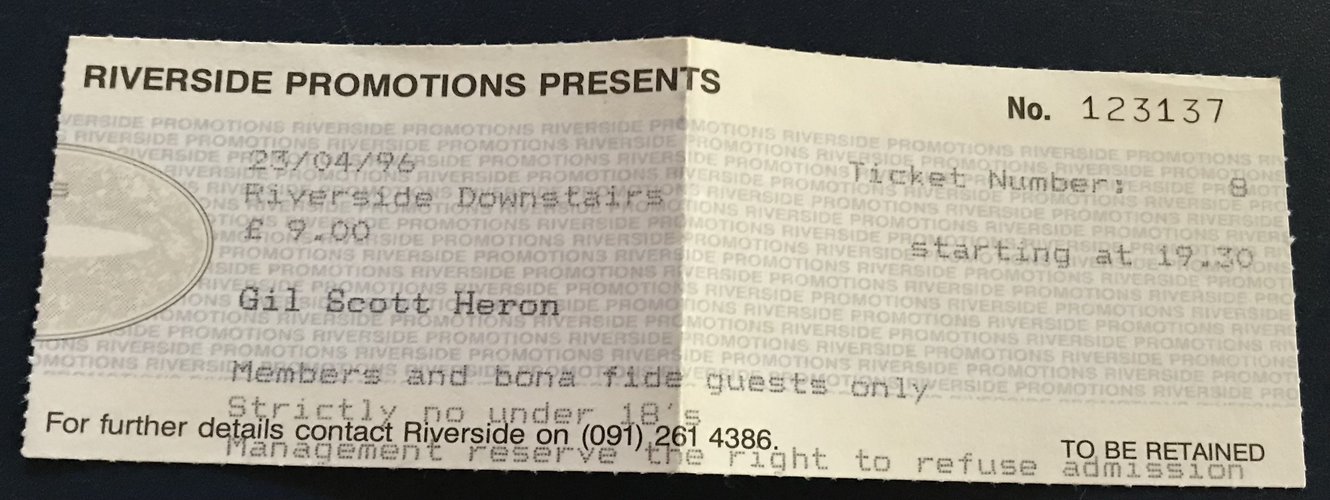 RIVERSIDE PROMOTIONS PRESENTS
No. 123137
23/04/96
Ticket Number: 8
Riverside Downstairs
£ 9.00
starting at 19.30
Gil Scott Heron
Members and bona fide guests only
Strictly no under 18's
For further details contact Riverside on (091) 261 4386.
TO BE RETAINED
Management reserve the right to refuse admission